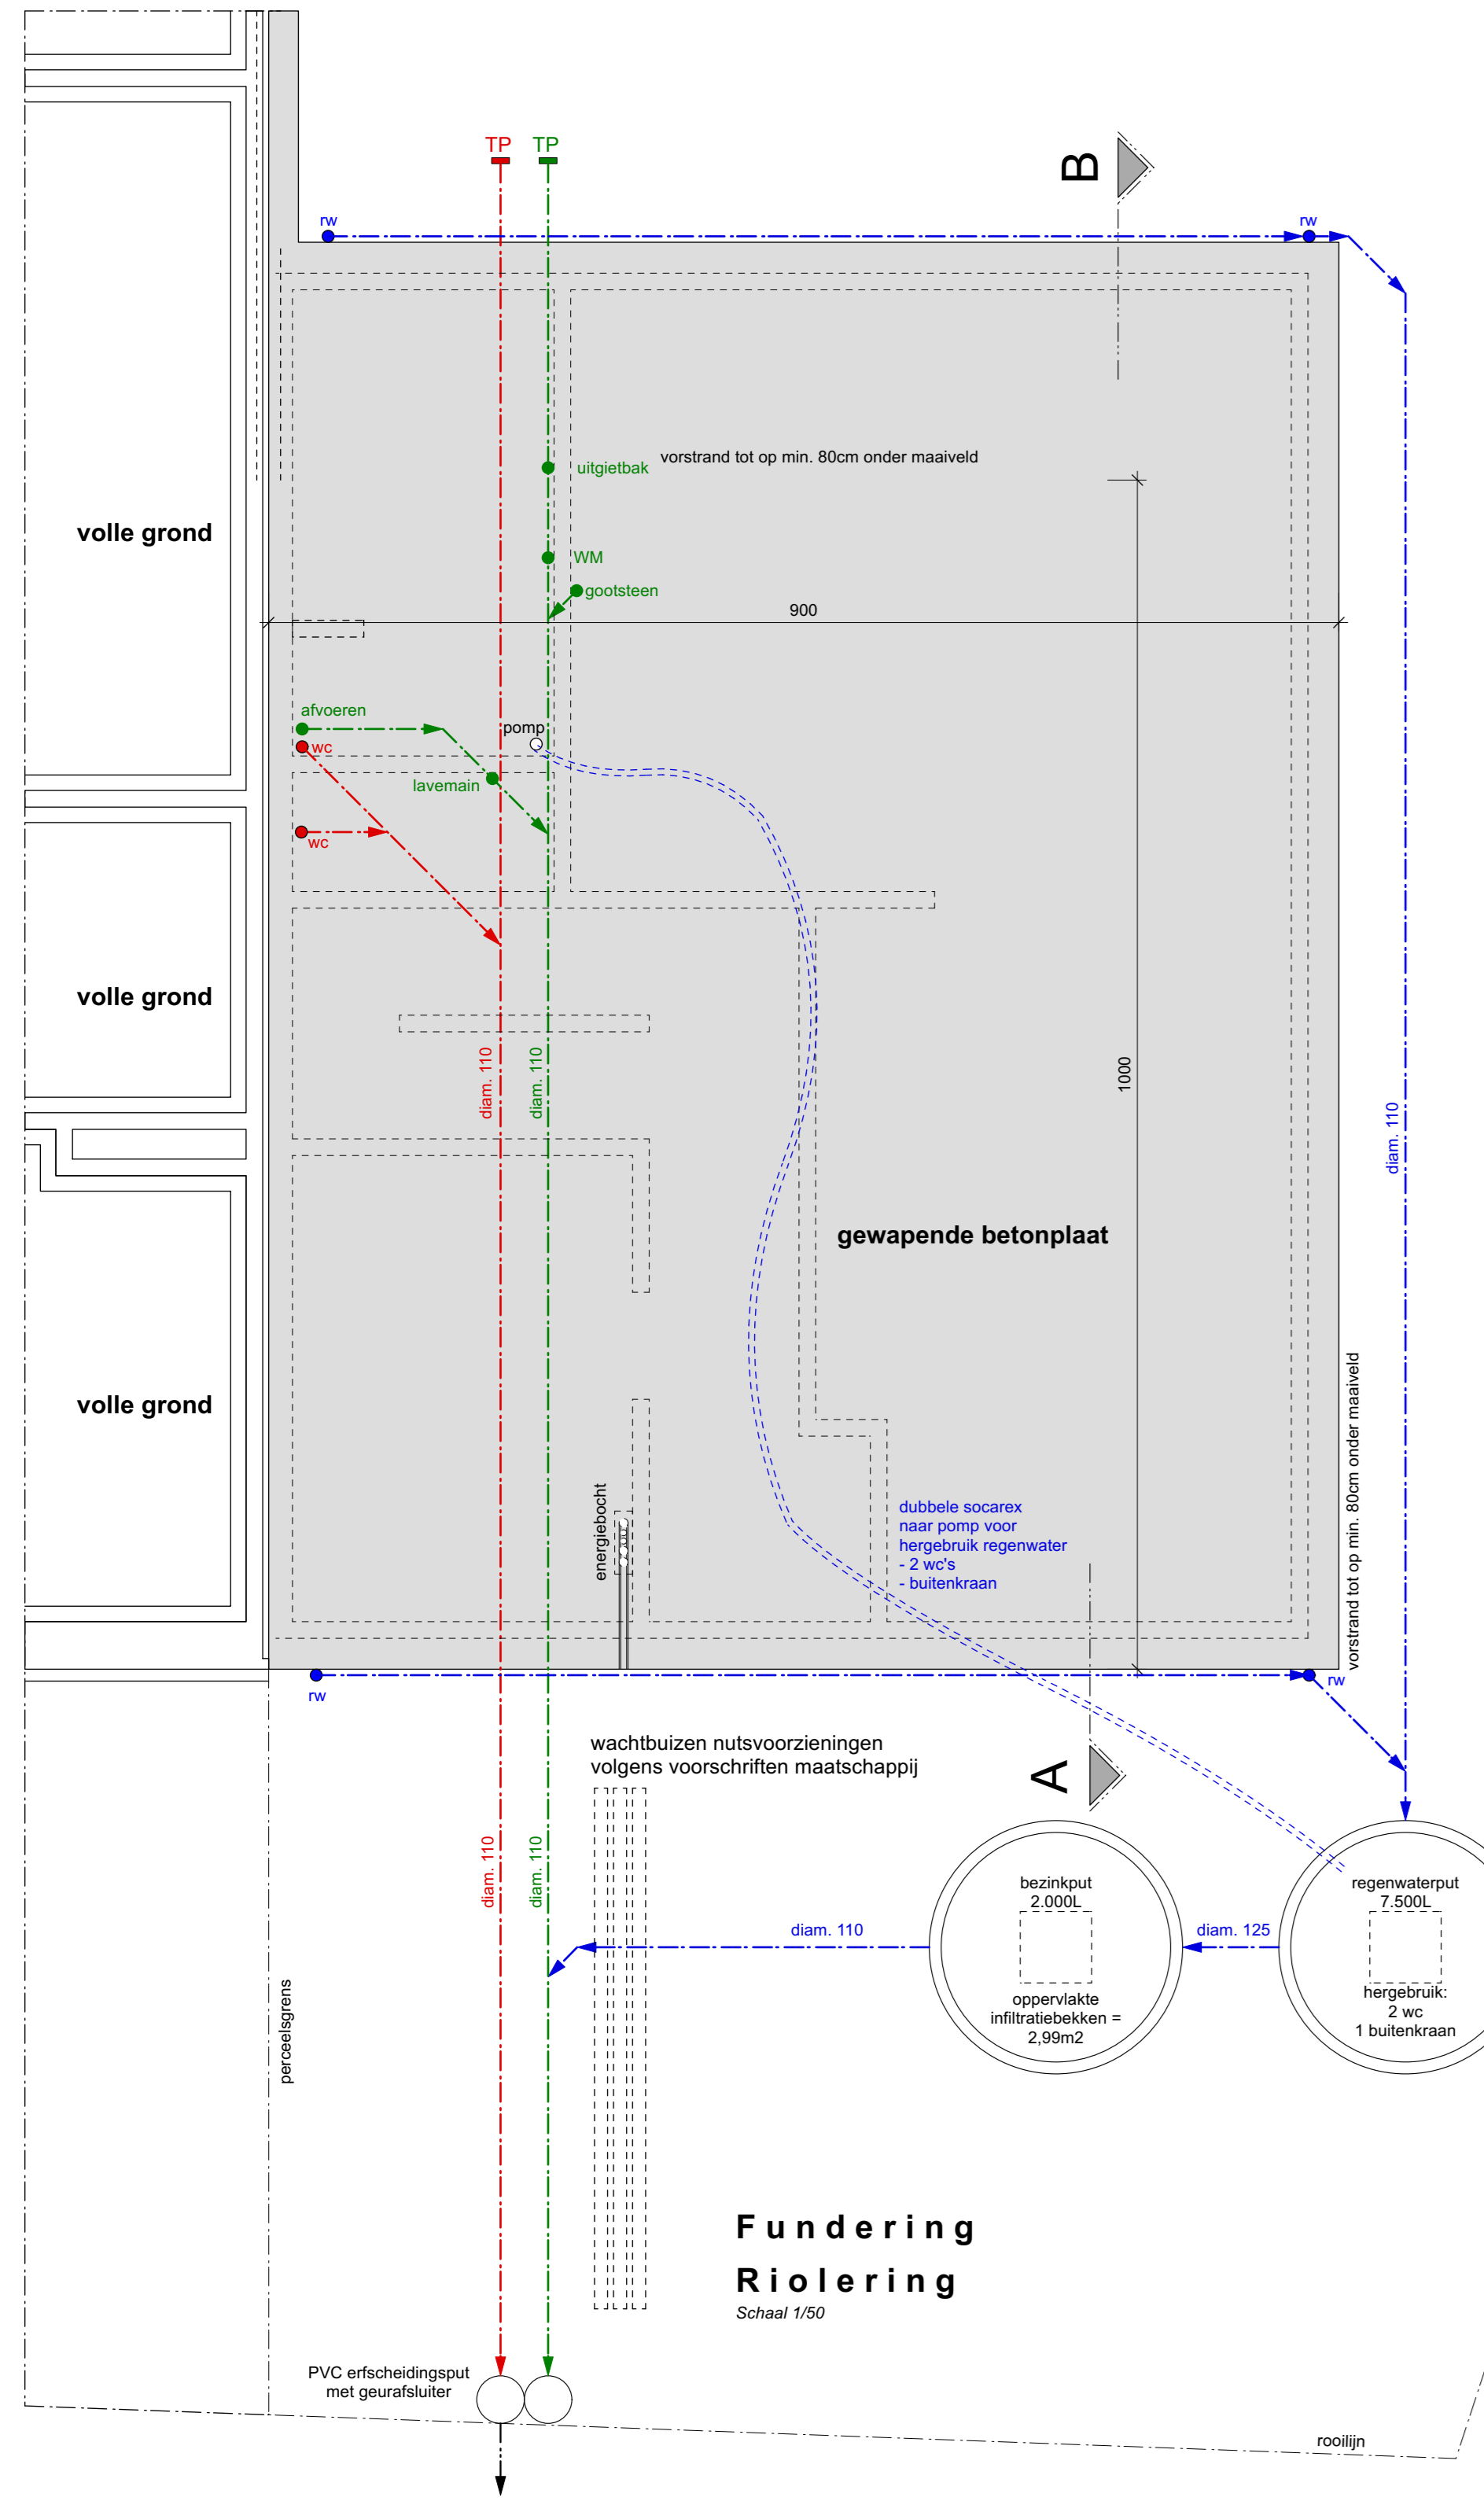 TP
TP
B
rw
rw
uitgietbak
vorstrand tot op min. 80cm onder maaiveld
volle grond
WM
gootsteen
900
afvoeren
wc
pomp
lavemain
wc
volle grond
diam. 110
diam. 110
1000
diam. 110
gewapende betonplaat
volle grond
vorstrand tot op min. 80cm onder maaiveld
energiebocht
dubbele socarex
naar pomp voor
hergebruik regenwater
- 2 wc's
- buitenkraan
rw
rw
wachtbuizen nutsvoorzieningen
volgens voorschriften maatschappij
A
diam. 110
diam. 110
bezinkput
2.000L
oppervlakte
infiltratiebekken =
2,99m2
regenwaterput
7.500L
hergebruik:
2 wc
1 buitenkraan
diam. 110
diam. 125
perceelsgrens
Fundering
Riolering
Schaal 1/50
PVC erfscheidingsput
met geurafsluiter
rooilijn